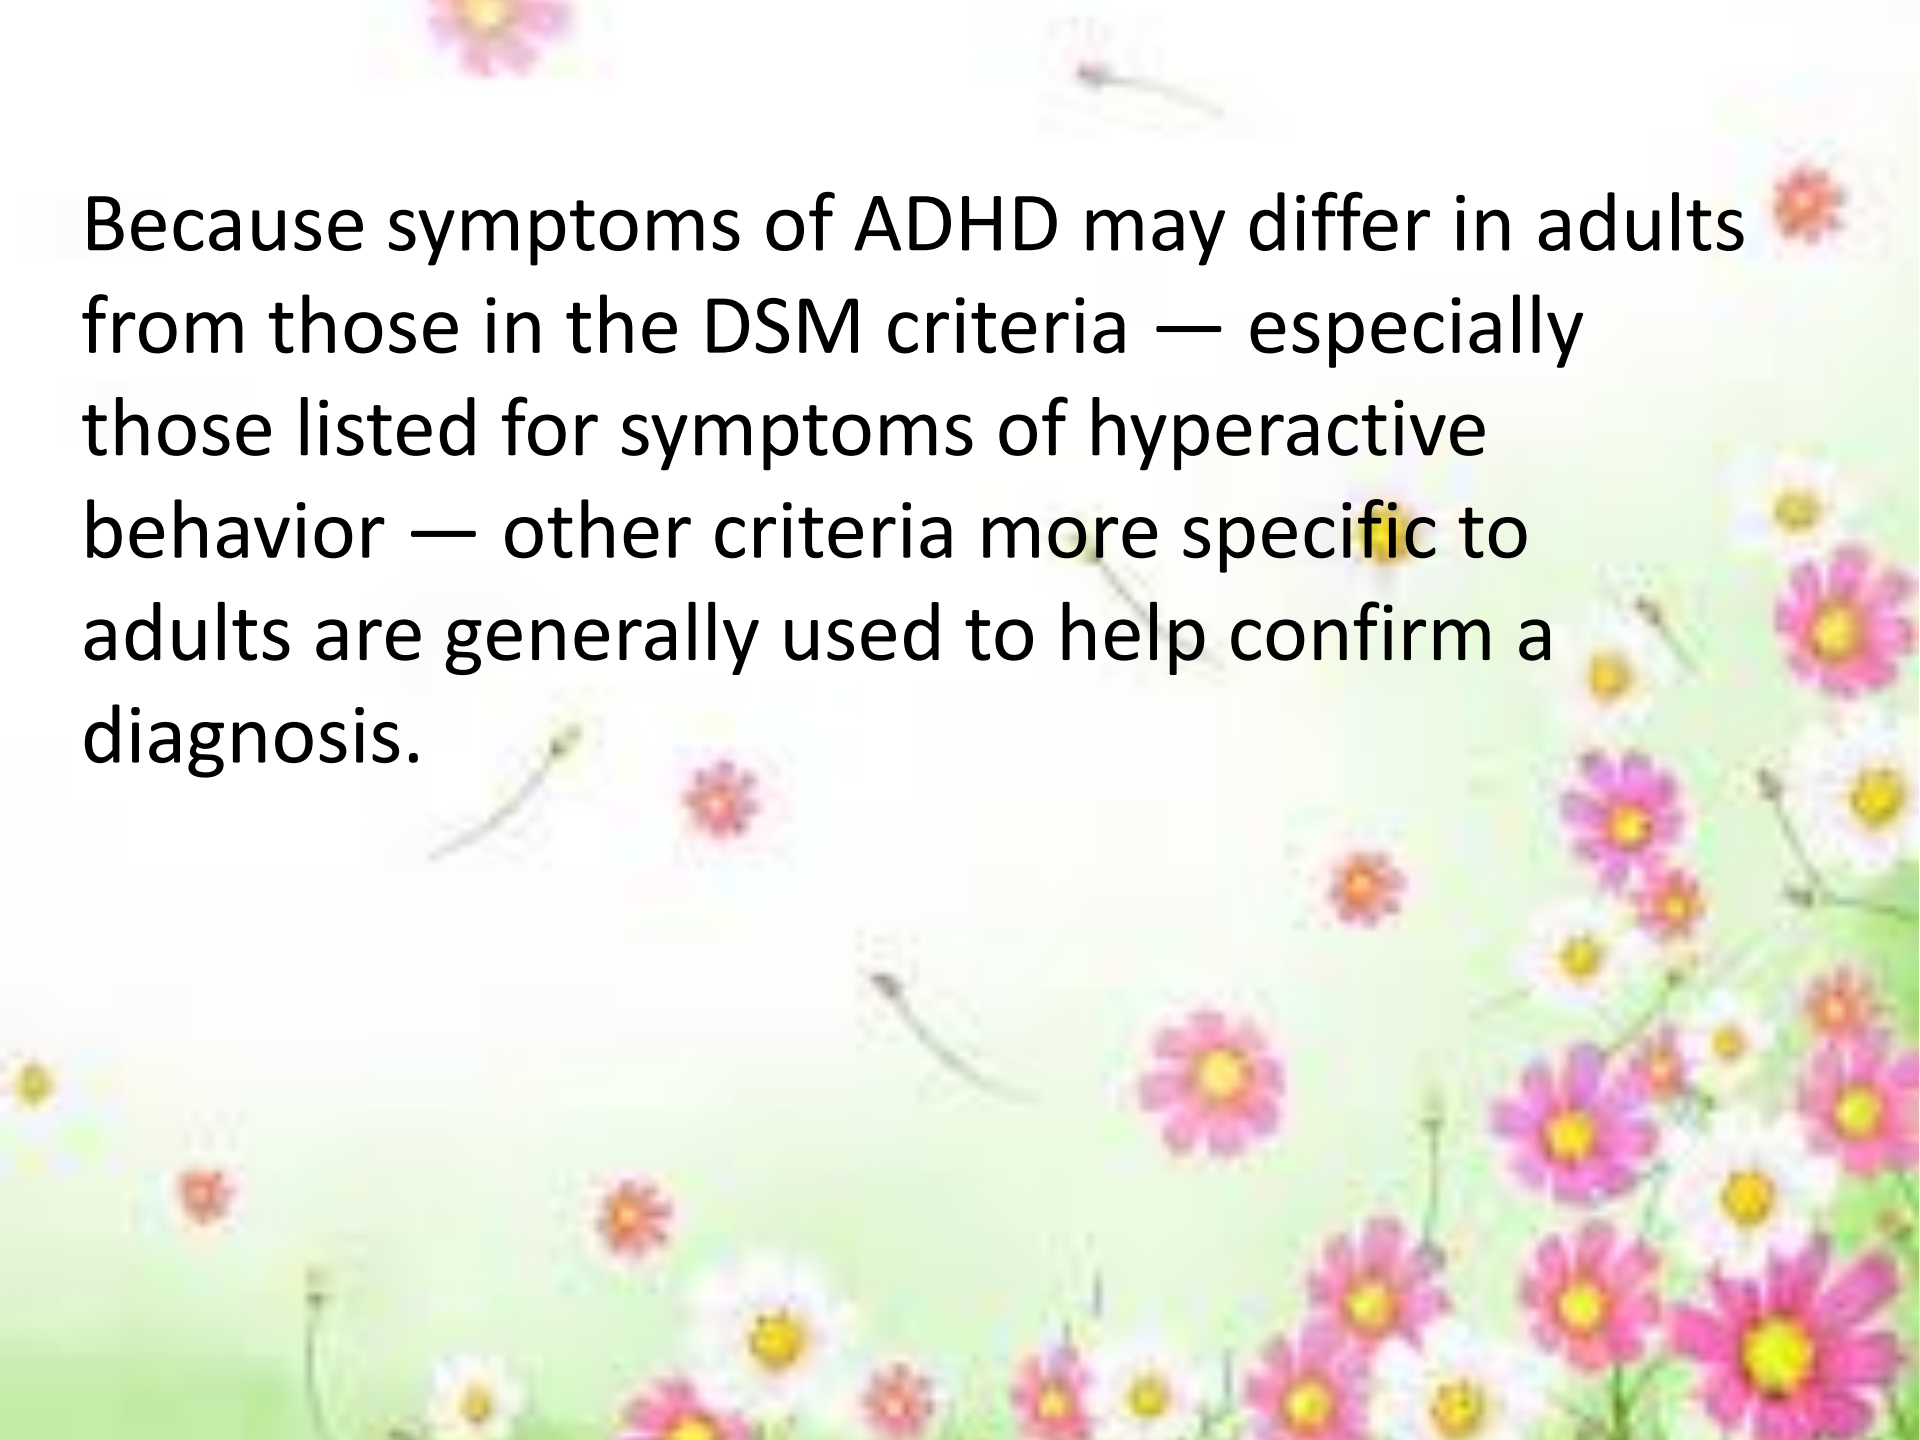 Because symptoms of ADHD may differ in adults
from those in the DSM criteria — especially
those listed for symptoms of hyperactive
behavior — other criteria more specific to
adults are generally used to help confirm a
diagnosis.